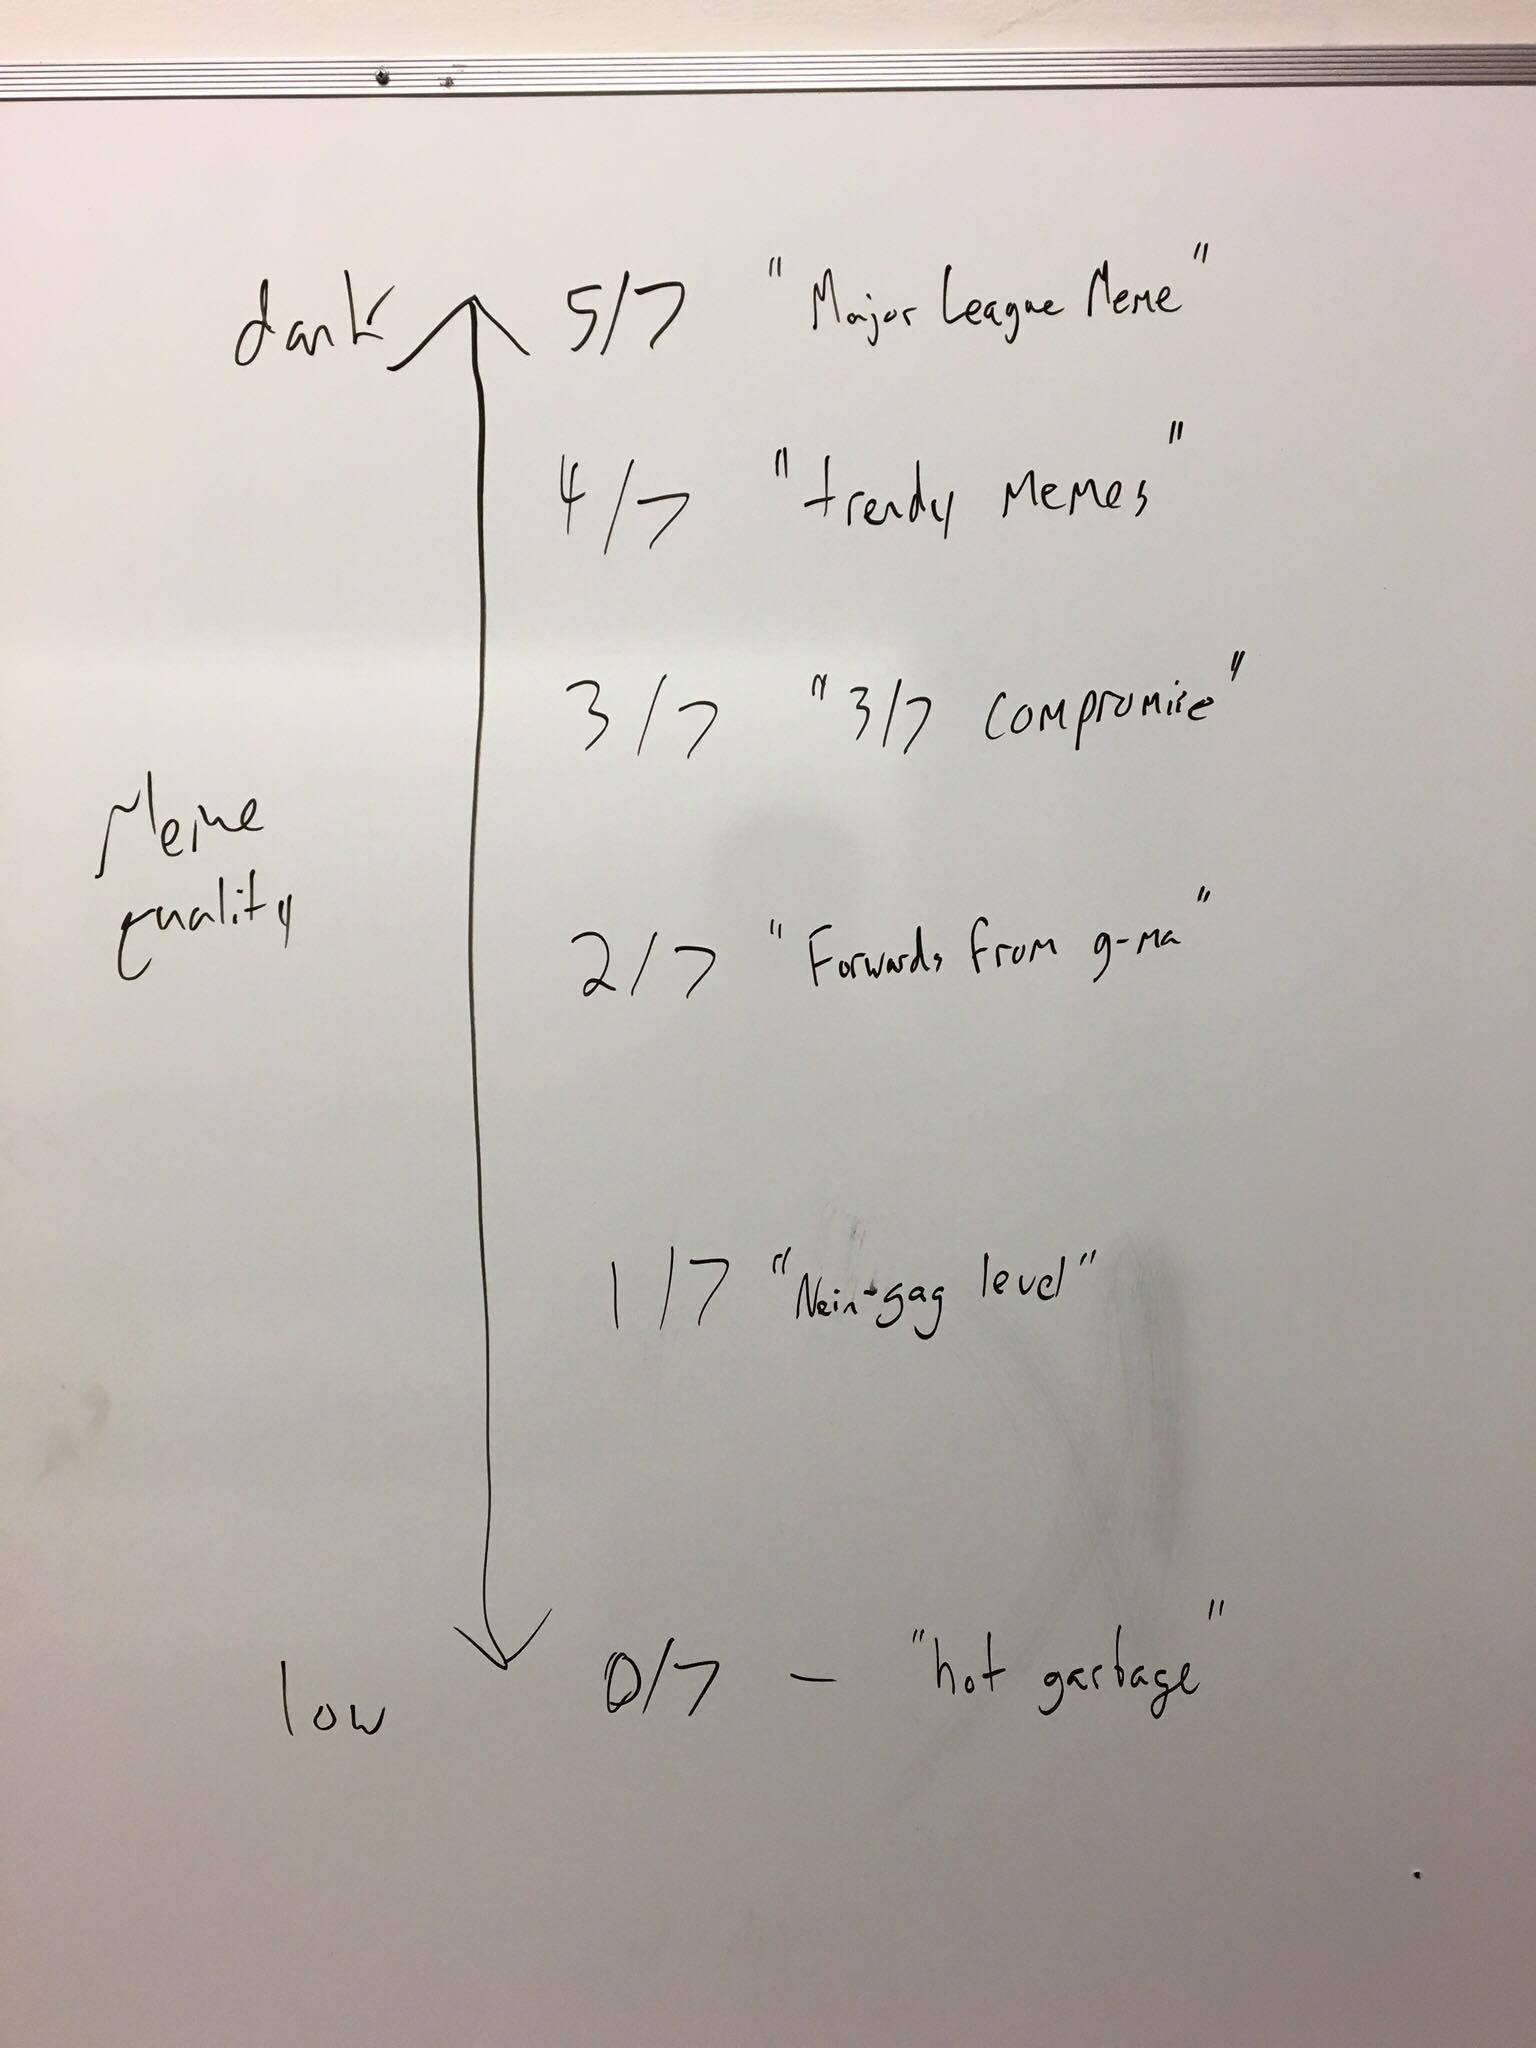 dank 5/7 "Major League Meme"
4/7 "trendy memes"
3/7 "3/7 compromise"
Meme
quality
2/7 "Forwards from g-ma"
1/7 "Nein-gag level"
low 0/7 - "hot garbage"